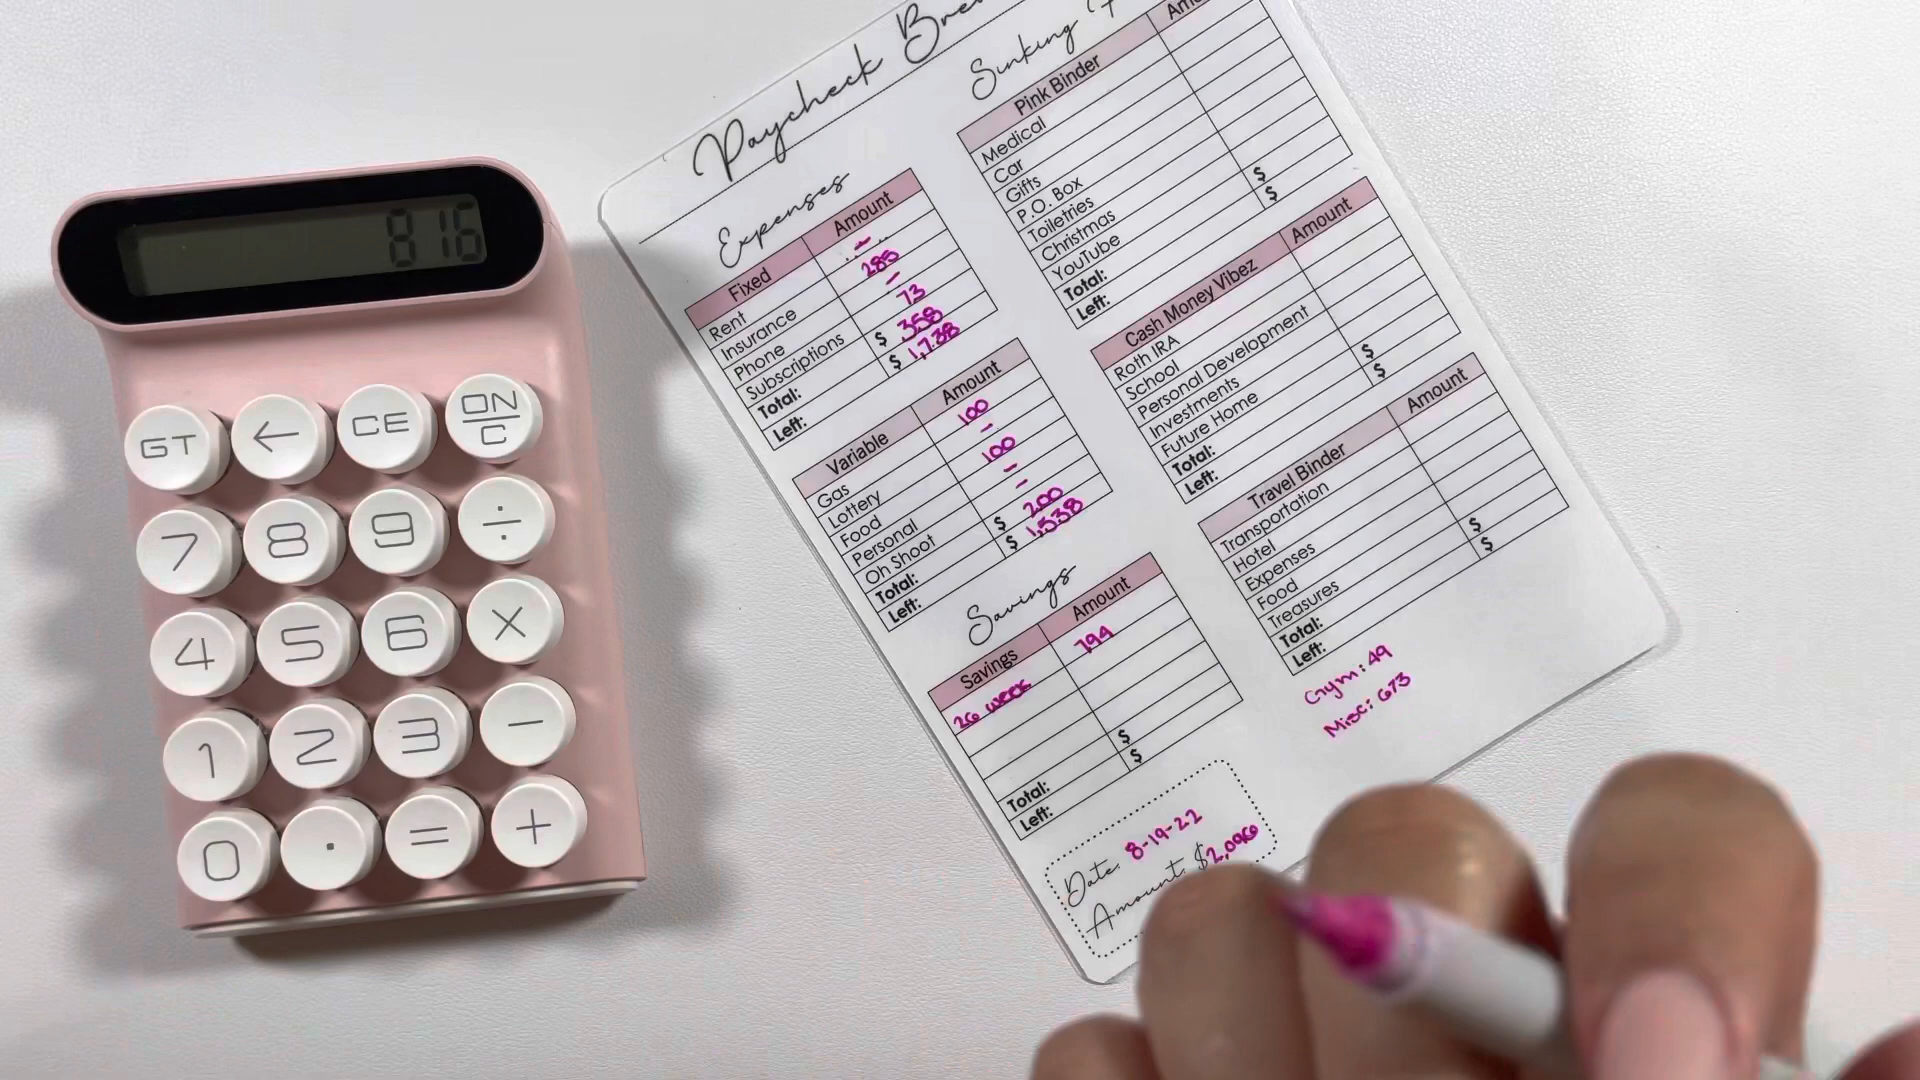 816
GT ← CE ON/C
7 8 9 ÷
4 5 6 ×
1 2 3 −
0 . = +
Paycheck Brea
Expenses
Fixed Amount
Rent -
Insurance 285
Phone -
Subscriptions 73
Total: $ 358
Left: $ 1,738
Variable Amount
Gas 100
Lottery -
Food 100
Personal -
Oh Shoot -
Total: $ 200
Left: $ 1,538
Savings
Savings Amount
26 week
Total: $
Left: $
Date: 8-19-22
Amount: $2,096
Sinking F
Pink Binder Amo
Medical
Car
Gifts
P.O. Box
Toiletries
Christmas
YouTube
Total: $
Left: $
Cash Money Vibez Amount
Roth IRA
School
Personal Development
Investments
Future Home
Total: $
Left: $
Travel Binder Amount
Transportation
Hotel
Expenses
Food
Treasures
Total: $
Left: $
Gym: 49
Misc: 673